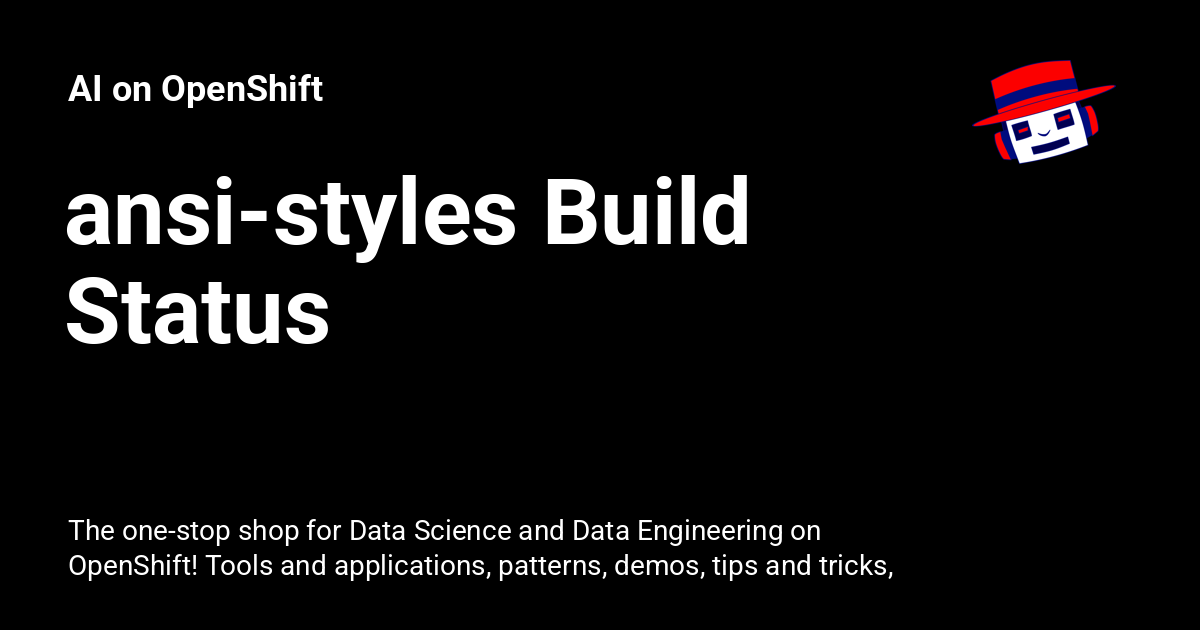 AI on OpenShift
ansi-styles Build
Status
The one-stop shop for Data Science and Data Engineering on
OpenShift! Tools and applications, patterns, demos, tips and tricks,